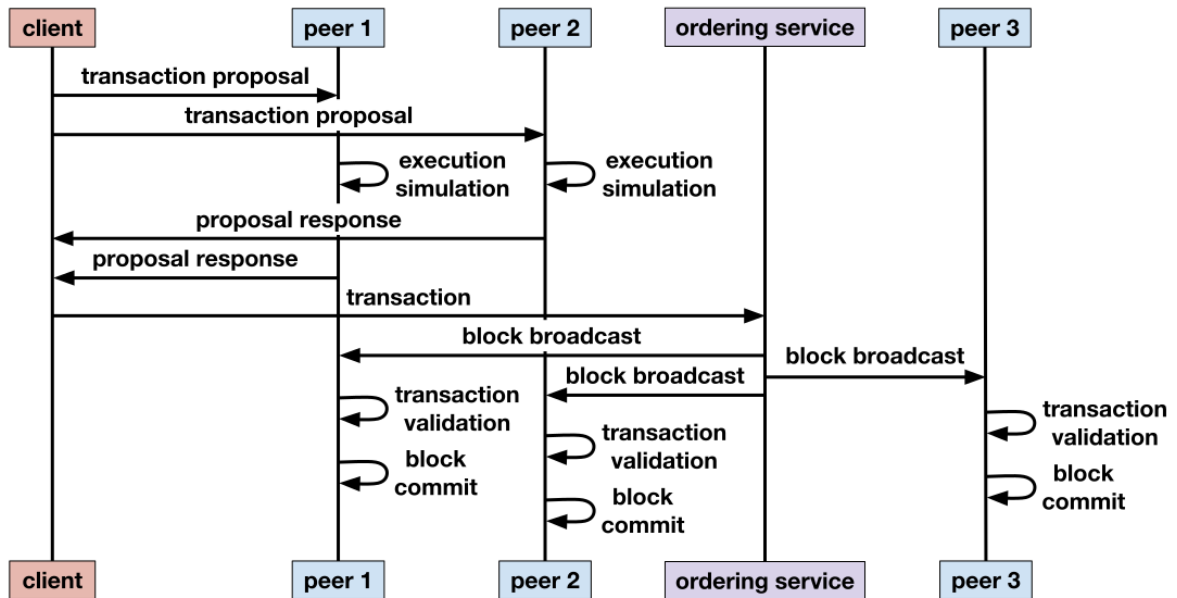 client
peer 1
peer 2
ordering service
peer 3
transaction proposal
transaction proposal
execution
simulation
execution
simulation
proposal response
proposal response
transaction
block broadcast
block broadcast
block broadcast
transaction
validation
transaction
validation
transaction
validation
block
commit
block
commit
block
commit
client
peer 1
peer 2
ordering service
peer 3